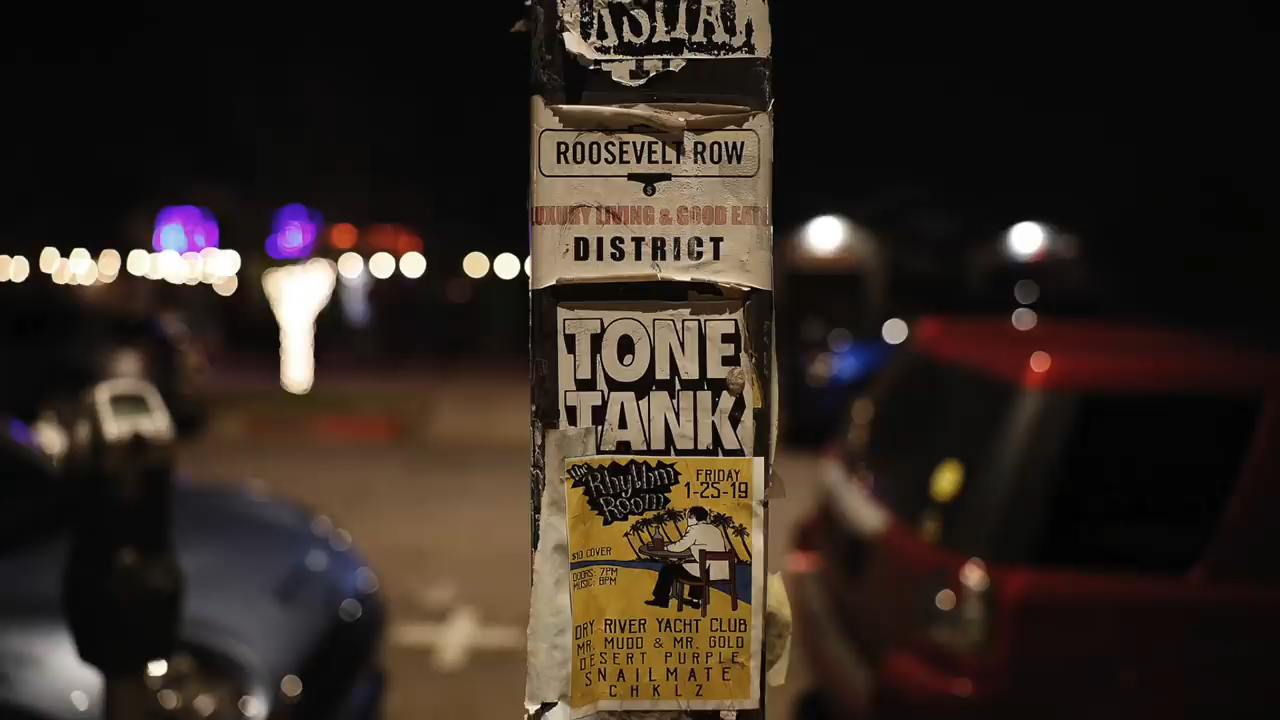 ROOSEVELT ROW
LUXURY LIVING & GOOD EATS
DISTRICT
TONE
TANK
the
Rhythm
Room
FRIDAY
1-25-19
$10 COVER
DOORS: 7PM
MUSIC: 8PM
DRY RIVER YACHT CLUB
MR. MUDD & MR. GOLD
DESERT PURPLE
SNAILMATE
CHKLZ